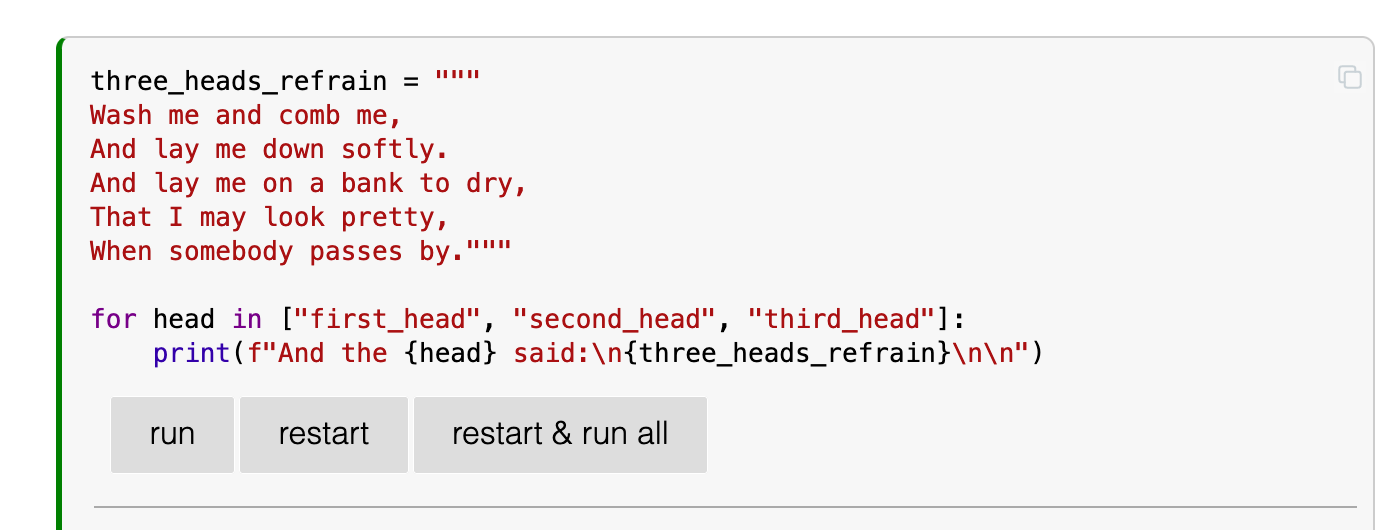 three_heads_refrain = """
Wash me and comb me,
And lay me down softly.
And lay me on a bank to dry,
That I may look pretty,
When somebody passes by."""
for head in ["first_head", "second_head", "third_head"]:
    print(f"And the {head} said:\n{three_heads_refrain}\n\n")
run restart restart & run all